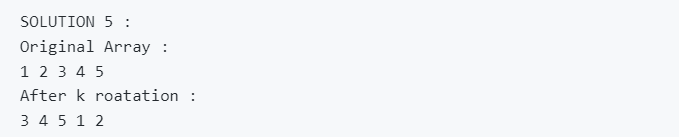 SOLUTION 5 :
Original Array :
1 2 3 4 5
After k roatation :
3 4 5 1 2